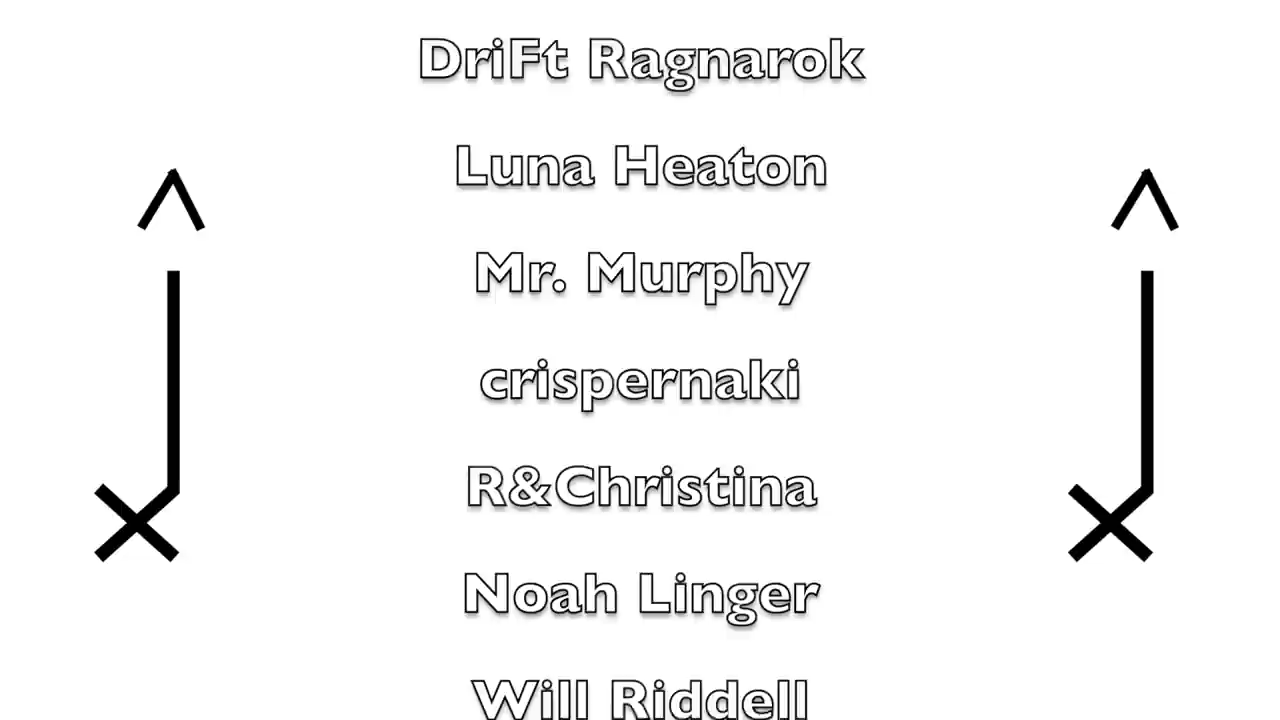 DriFt Ragnarok
Luna Heaton
Mr. Murphy
crispernaki
R&Christina
Noah Linger
Will Riddell